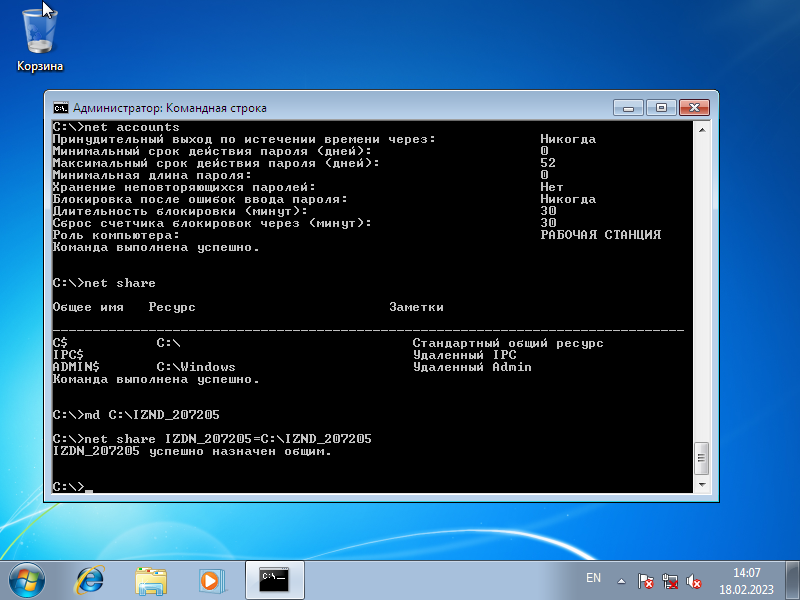 Корзина
Администратор: Командная строка
C:\>net accounts
Принудительный выход по истечении времени через: Никогда
Минимальный срок действия пароля (дней): 0
Максимальный срок действия пароля (дней): 52
Минимальная длина пароля: 0
Хранение неповторяющихся паролей: Нет
Блокировка после ошибок ввода пароля: Никогда
Длительность блокировки (минут): 30
Сброс счетчика блокировок через (минут): 30
Роль компьютера: РАБОЧАЯ СТАНЦИЯ
Команда выполнена успешно.
C:\>net share
Общее имя Ресурс Заметки
-------------------------------------------------------------------------------
C$ C:\ Стандартный общий ресурс
IPC$ Удаленный IPC
ADMIN$ C:\Windows Удаленный Admin
Команда выполнена успешно.
C:\>md C:\IZND_207205
C:\>net share IZDN_207205=C:\IZND_207205
IZDN_207205 успешно назначен общим.
C:\>_
EN
14:07
18.02.2023